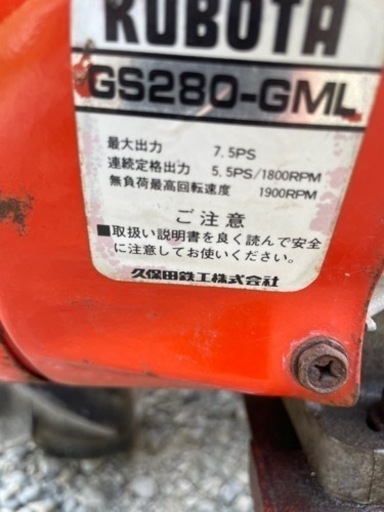 KUBOTA
GS280-GML
最大出力 7.5PS
連続定格出力 5.5PS/1800RPM
無負荷最高回転速度 1900RPM
ご注意
■取扱い説明書を良く読んで安全
にしてお使いください。
久保田鉄工株式会社